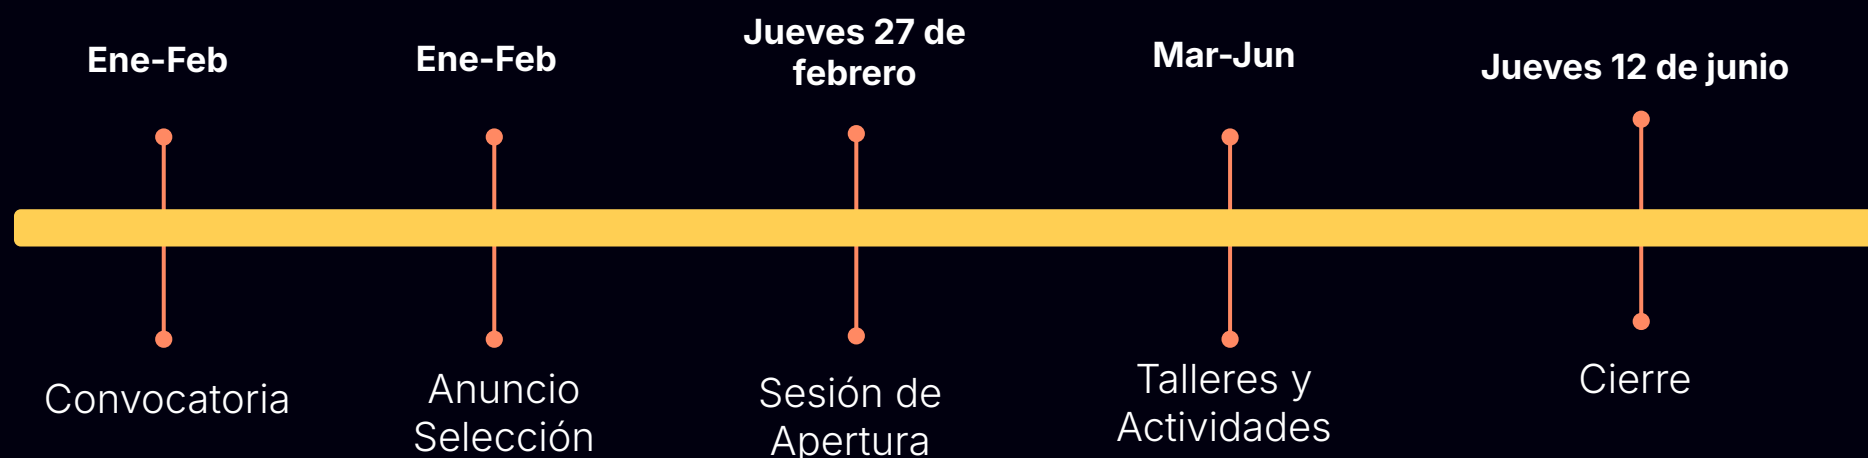 Ene-Feb
Convocatoria
Ene-Feb
Anuncio
Selección
Jueves 27 de
febrero
Sesión de
Apertura
Mar-Jun
Talleres y
Actividades
Jueves 12 de junio
Cierre